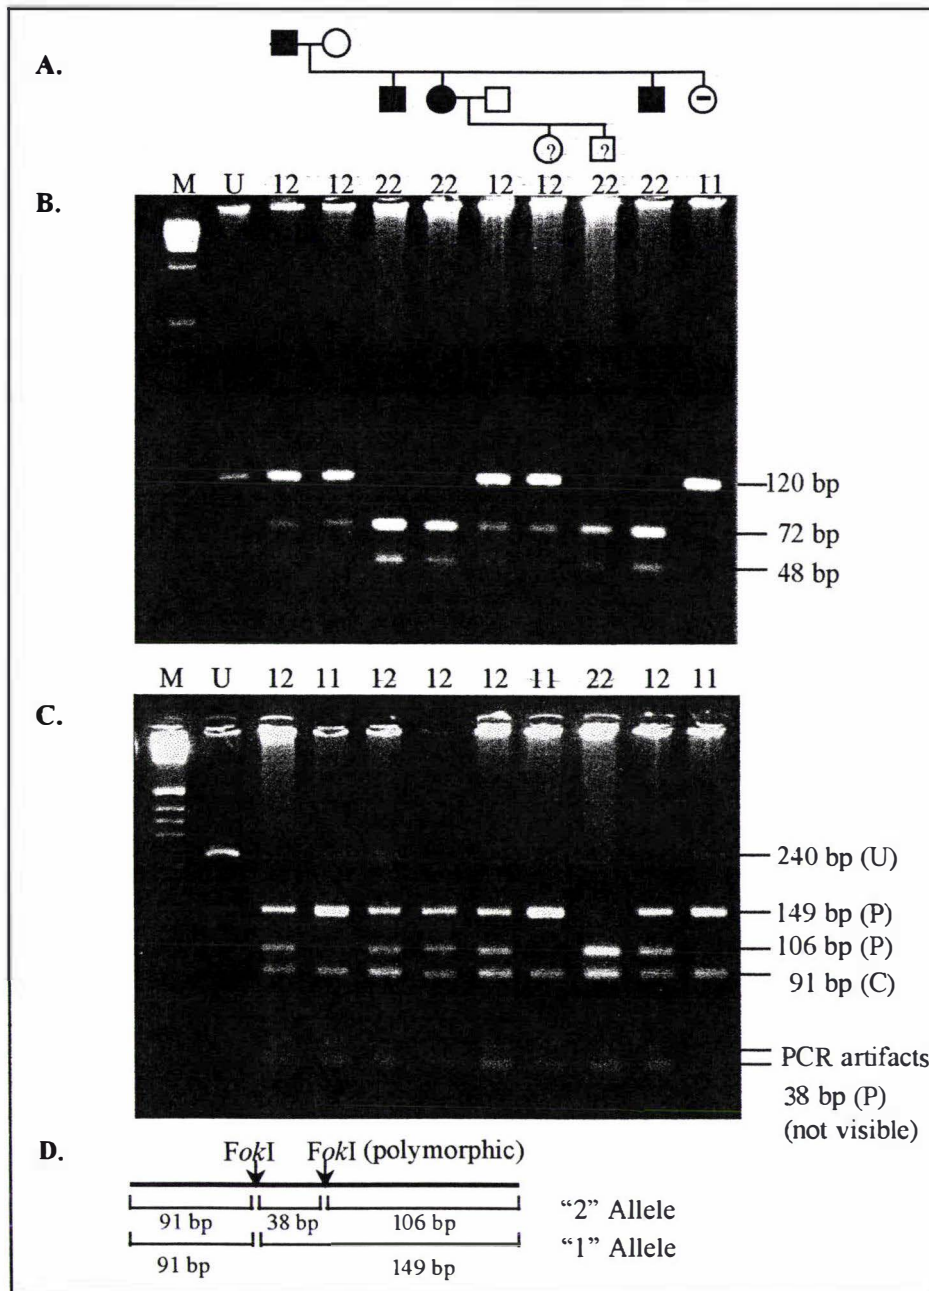 A.
?
?
M U 12 12 22 22 12 12 22 22 11
B.
120 bp
72 bp
48 bp
M U 12 11 12 12 12 11 22 12 11
C.
240 bp (U)
149 bp (P)
106 bp (P)
91 bp (C)
PCR artifacts
38 bp (P)
(not visible)
D.
FokI FokI (polymorphic)
91 bp 38 bp 106 bp "2" Allele
"1" Allele
91 bp 149 bp